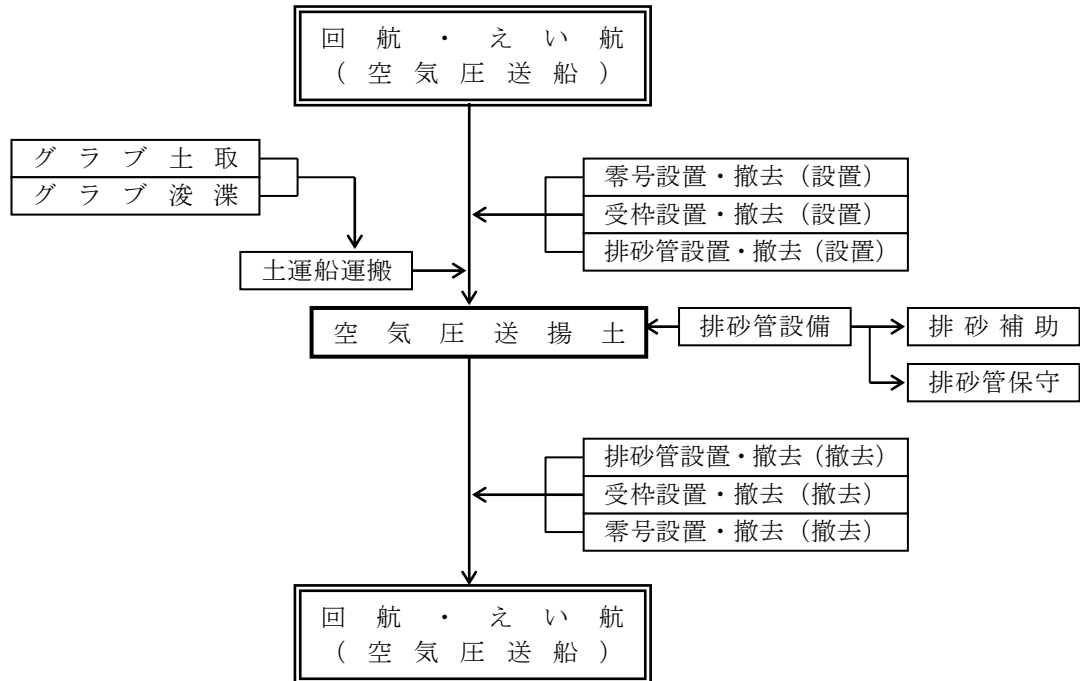 回航・えい航
(空気圧送船)
グラブ土取
グラブ浚渫
零号設置・撤去（設置）
受枠設置・撤去（設置）
排砂管設置・撤去（設置）
土運船運搬
空気圧送揚土
排砂管設備
排砂補助
排砂管保守
排砂管設置・撤去（撤去）
受枠設置・撤去（撤去）
零号設置・撤去（撤去）
回航・えい航
(空気圧送船)